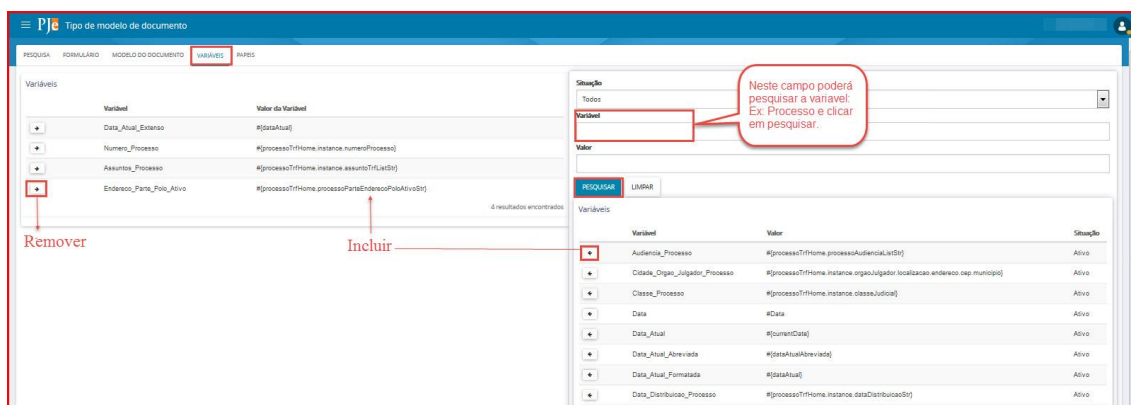 PJe Tipo de modelo de documento
PESQUISA FORMULÁRIO MODELO DO DOCUMENTO VARIÁVEIS PAPEIS
Variáveis
Variável Valor da Variável
Data_Atual_Extenso #{dataAtual}
Numero_Processo #{processoTrfHome.instance.numeroProcesso}
Assuntos_Processo #{processoTrfHome.instance.assuntoTrfListStr}
Endereco_Parte_Polo_Ativo #{processoTrfHome.processoParteEnderecoPoloAtivoStr}
4 resultados encontrados
Remover
Incluir
Situação
Todos
Variável
Valor
Neste campo poderá
pesquisar a variavel:
Ex: Processo e clicar
em pesquisar.
PESQUISAR LIMPAR
Variáveis
Variável Valor Situação
Audiencia_Processo #{processoTrfHome.processoAudienciaListStr} Ativo
Cidade_Orgao_Julgador_Processo #{processoTrfHome.instance.orgaoJulgador.localizacao.endereco.cep.municipio} Ativo
Classe_Processo #{processoTrfHome.instance.classeJudicial} Ativo
Data #Data Ativo
Data_Atual #{currentDate} Ativo
Data_Atual_Abreviada #{dataAtualAbreviada} Ativo
Data_Atual_Formatada #{dataAtual} Ativo
Data_Distribuicao_Processo #{processoTrfHome.instance.dataDistribuicaoStr} Ativo